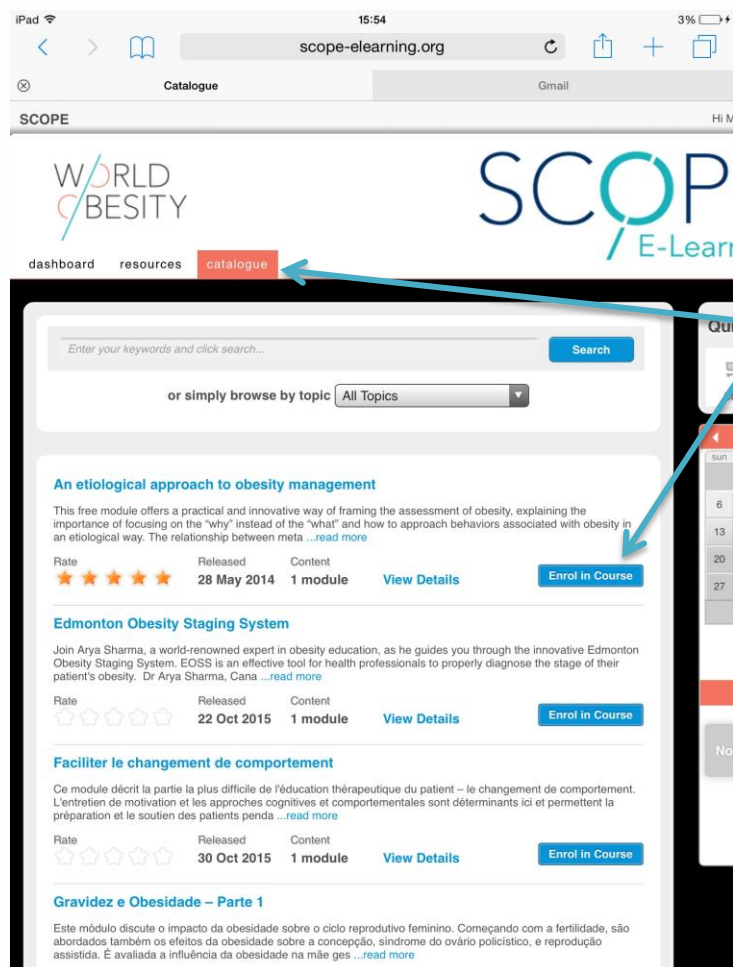 iPad 15:54 3%
scope-elearning.org
Catalogue Gmail
SCOPE Hi M
WORLD
OBESITY
SCOPE
E-Learn
dashboard resources catalogue
Enter your keywords and click search...
Search
or simply browse by topic All Topics
An etiological approach to obesity management
This free module offers a practical and innovative way of framing the assessment of obesity, explaining the
importance of focusing on the "why" instead of the "what" and how to approach behaviors associated with obesity in
an etiological way. The relationship between meta ...read more
Rate Released Content
28 May 2014 1 module View Details Enrol in Course
Edmonton Obesity Staging System
Join Arya Sharma, a world-renowned expert in obesity education, as he guides you through the innovative Edmonton
Obesity Staging System. EOSS is an effective tool for health professionals to properly diagnose the stage of their
patient's obesity. Dr Arya Sharma, Cana ...read more
Rate Released Content
22 Oct 2015 1 module View Details Enrol in Course
Faciliter le changement de comportement
Ce module décrit la partie la plus difficile de l'éducation thérapeutique du patient – le changement de comportement.
L'entretien de motivation et les approches cognitives et comportementales sont déterminants ici et permettent la
préparation et le soutien des patients penda ...read more
Rate Released Content
30 Oct 2015 1 module View Details Enrol in Course
Gravidez e Obesidade – Parte 1
Este módulo discute o impacto da obesidade sobre o ciclo reprodutivo feminino. Começando com a fertilidade, são
abordados também os efeitos da obesidade sobre a concepção, síndrome do ovário policístico, e reprodução
assistida. É avaliada a influência da obesidade na mãe ges ...read more
Qui
sun
6
13
20
27
No